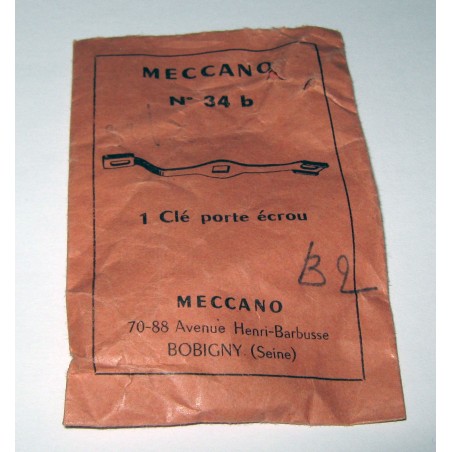 MECCANO
N° 34 b
1 Clé porte écrou
B2
MECCANO
70-88 Avenue Henri-Barbusse
BOBIGNY (Seine)